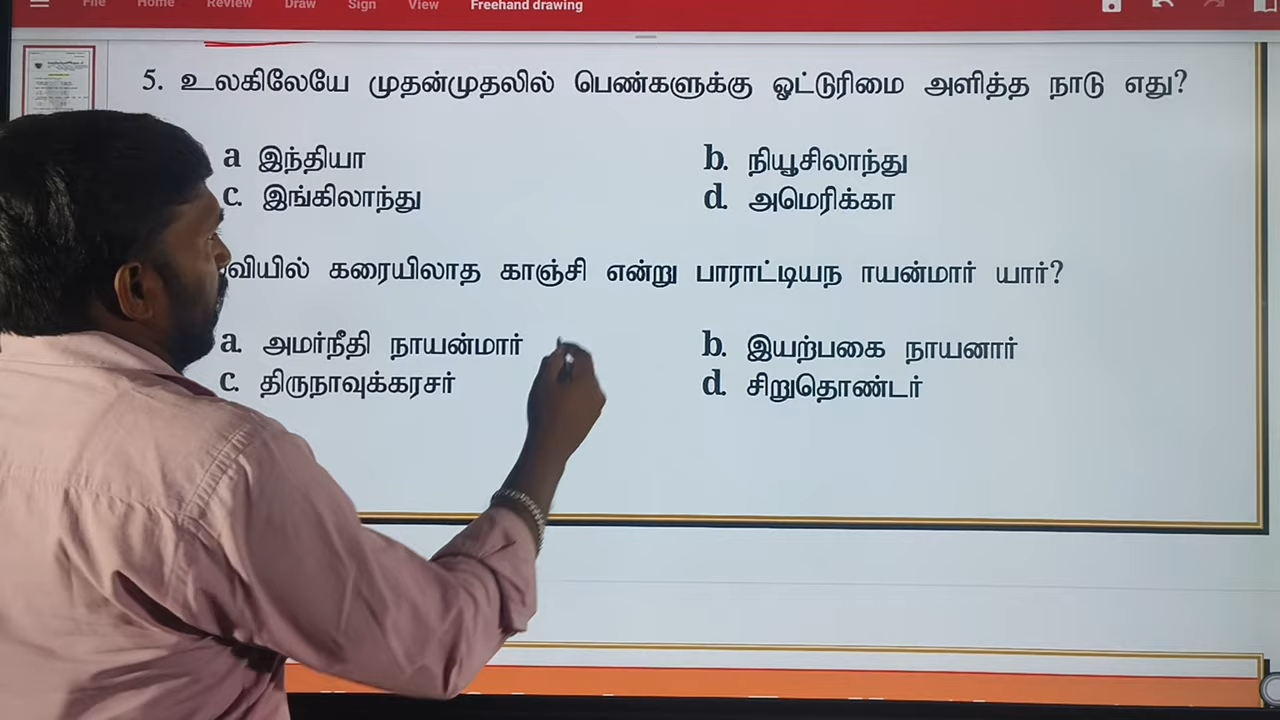 File Home Review Draw Sign View Freehand drawing
5. உலகிலேயே முதன்முதலில் பெண்களுக்கு ஓட்டுரிமை அளித்த நாடு எது?
a இந்தியா b. நியூசிலாந்து
c. இங்கிலாந்து d. அமெரிக்கா
கரையிலாத காஞ்சி என்று பாராட்டியந ாயன்மார் யார்?
a. அமர்நீதி நாயன்மார் b. இயற்பகை நாயனார்
c. திருநாவுக்கரசர் d. சிறுதொண்டர்